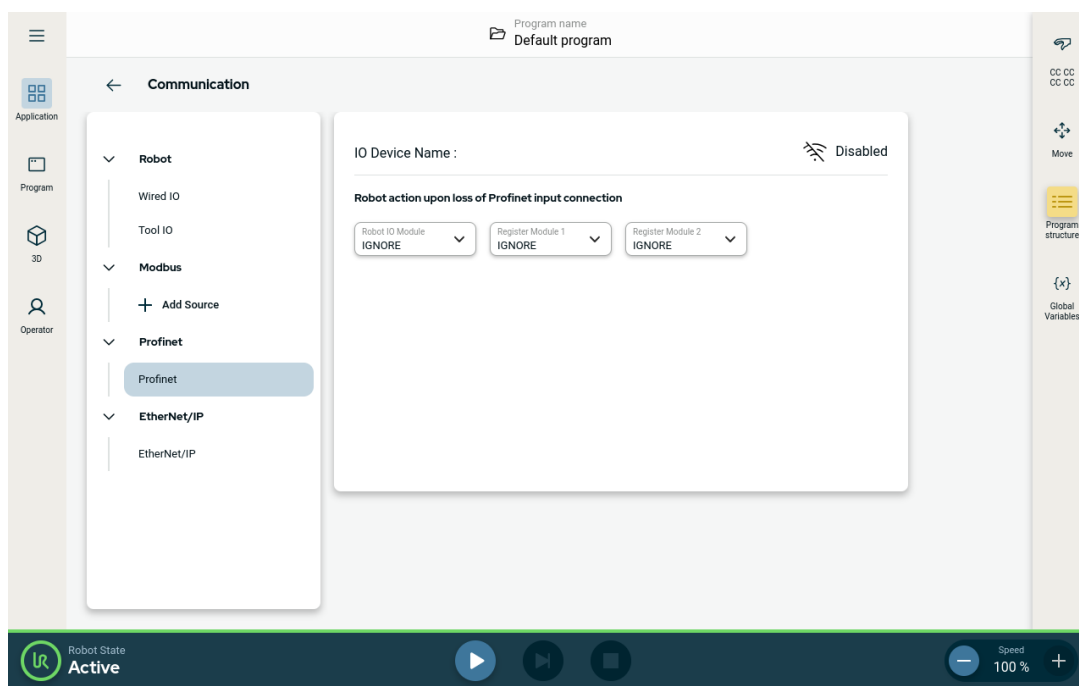 Program name
Default program
Communication
Application
Program
3D
Operator
Robot
Wired IO
Tool IO
Modbus
Add Source
Profinet
Profinet
EtherNet/IP
EtherNet/IP
IO Device Name :
Disabled
Robot action upon loss of Profinet input connection
Robot IO Module
IGNORE
Register Module 1
IGNORE
Register Module 2
IGNORE
CC CC
CC CC
Move
Program
structure
{x}
Global
Variables
UR
Robot State
Active
Speed
100 %